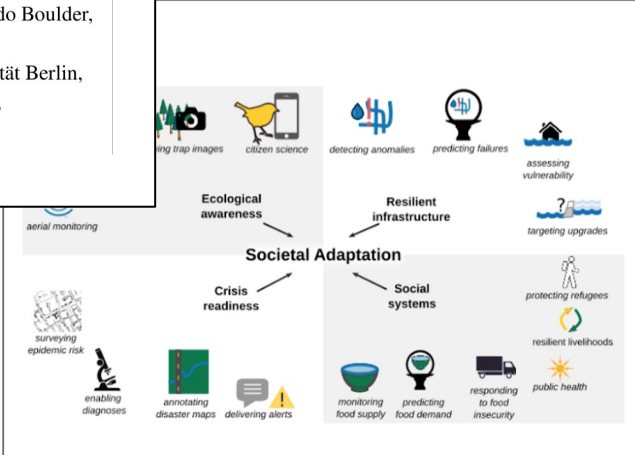 do Boulder,
tät Berlin,
trap images
citizen science
detecting anomalies
predicting failures
assessing
vulnerability
Ecological
awareness
Resilient
infrastructure
aerial monitoring
?
targeting upgrades
Societal Adaptation
Crisis
readiness
Social
systems
protecting refugees
surveying
epidemic risk
resilient livelihoods
enabling
diagnoses
annotating
disaster maps
delivering alerts
monitoring
food supply
predicting
food demand
responding
to food
insecurity
public health